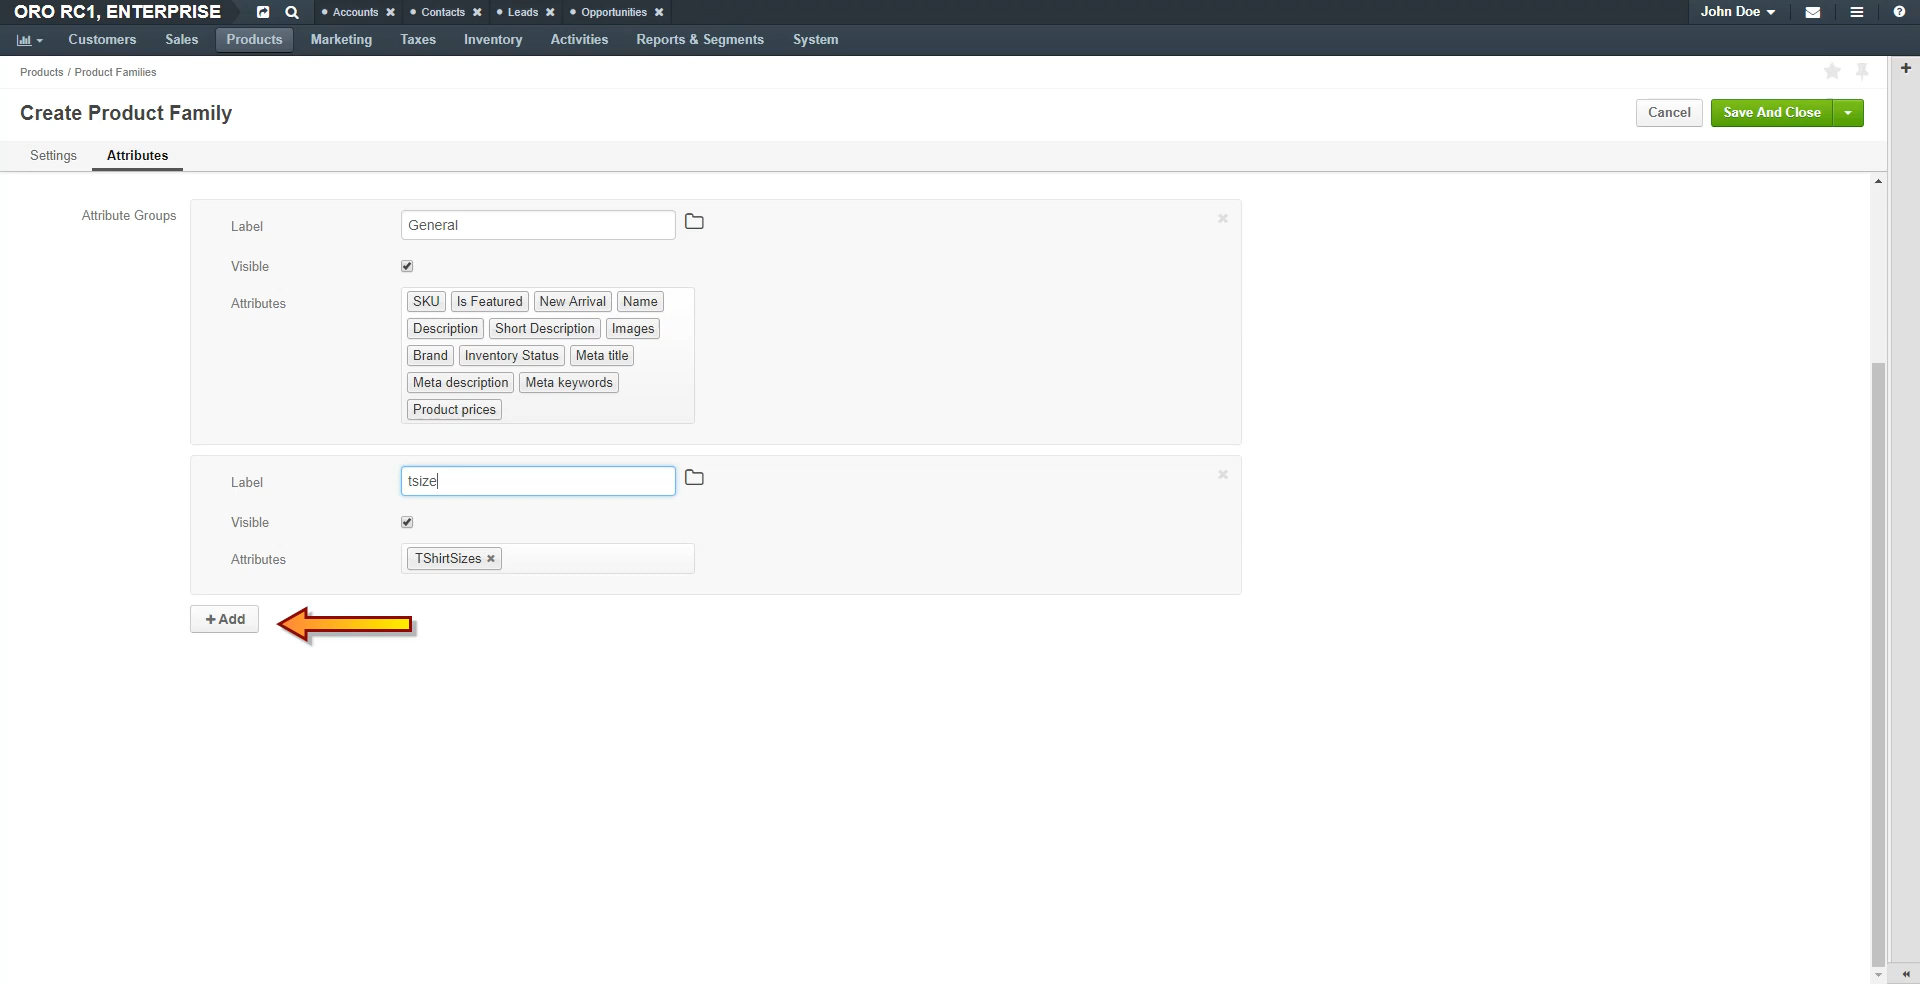 ORO RC1, ENTERPRISE Accounts Contacts Leads Opportunities John Doe
Customers Sales Products Marketing Taxes Inventory Activities Reports & Segments System
Products / Product Families
Create Product Family Cancel Save And Close
Settings Attributes
Attribute Groups
Label General
Visible
Attributes
SKU Is Featured New Arrival Name
Description Short Description Images
Brand Inventory Status Meta title
Meta description Meta keywords
Product prices
Label tsize
Visible
Attributes TShirtSizes
+ Add